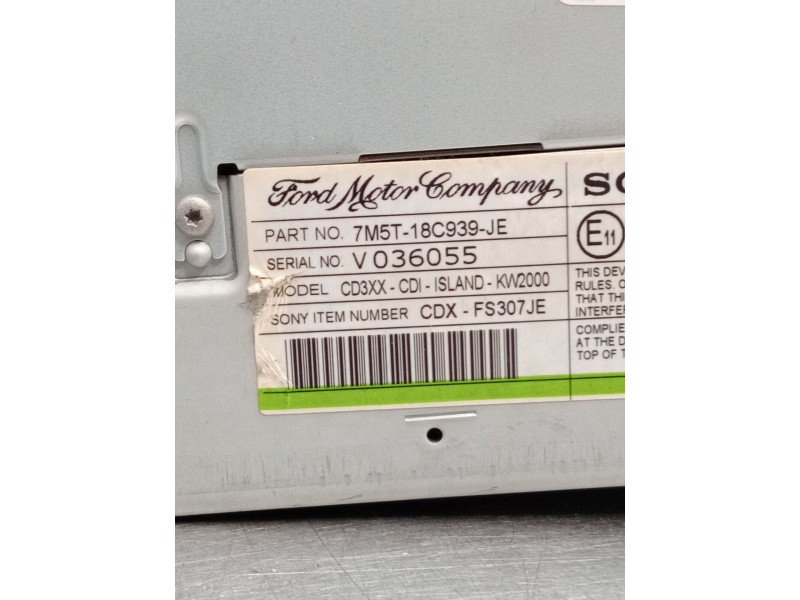 Ford Motor Company
PART NO. 7M5T-18C939-JE
SERIAL NO. V 036055
MODEL CD3XX - CDI - ISLAND - KW2000
SONY ITEM NUMBER CDX - FS307JE
SO
E11
THIS DEV
RULES. O
THAT THI
INTERFE
COMPLIE
AT THE D
TOP OF T